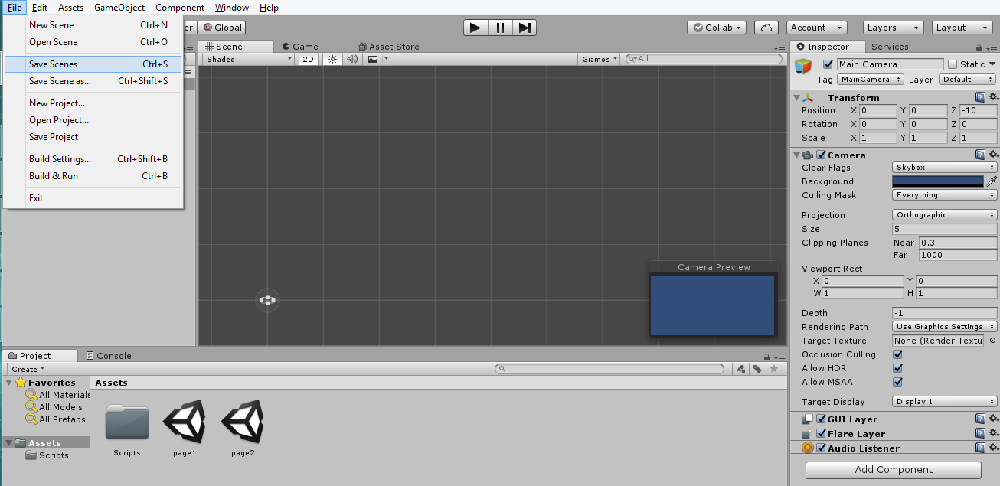 File Edit Assets GameObject Component Window Help
New Scene Ctrl+N
Open Scene Ctrl+O
Save Scenes Ctrl+S
Save Scene as... Ctrl+Shift+S
New Project...
Open Project...
Save Project
Build Settings... Ctrl+Shift+B
Build & Run Ctrl+B
Exit
Global
Collab Account Layers Layout
Scene Game Asset Store
Shaded 2D Gizmos All
Camera Preview
Inspector Services
Main Camera Static
Tag MainCamera Layer Default
Transform
Position X 0 Y 0 Z -10
Rotation X 0 Y 0 Z 0
Scale X 1 Y 1 Z 1
Camera
Clear Flags Skybox
Background
Culling Mask Everything
Projection Orthographic
Size 5
Clipping Planes Near 0.3
Far 1000
Viewport Rect
X 0 Y 0
W 1 H 1
Depth -1
Rendering Path Use Graphics Settings
Target Texture None (Render Textu
Occlusion Culling
Allow HDR
Allow MSAA
Target Display Display 1
GUI Layer
Flare Layer
Audio Listener
Add Component
Project Console
Create
Favorites
All Materials
All Models
All Prefabs
Assets
Scripts
Assets
Scripts page1 page2